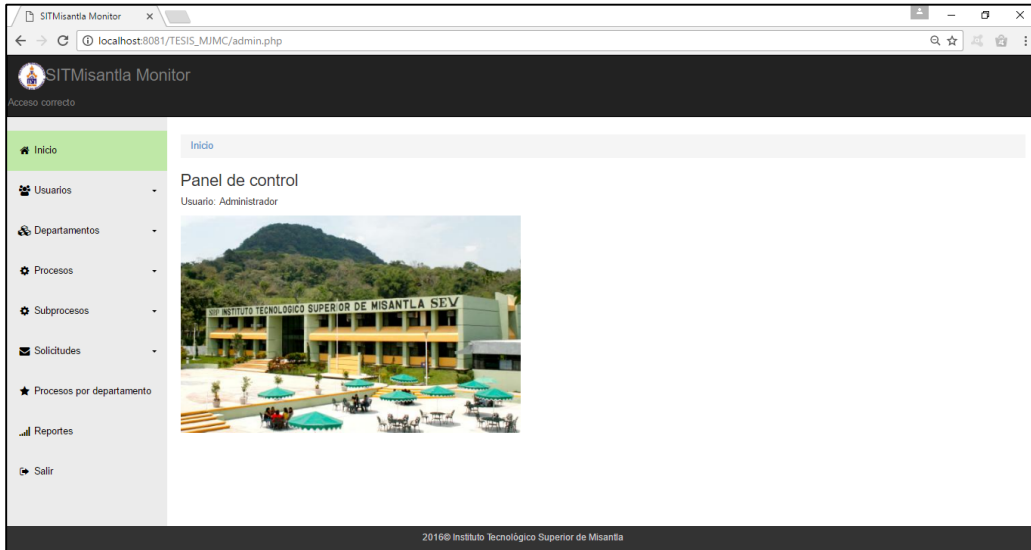 SITMisantla Monitor
localhost:8081/TESIS_MJMC/admin.php
SITMisantla Monitor
Acceso correcto
Inicio
Usuarios
Departamentos
Procesos
Subprocesos
Solicitudes
Procesos por departamento
Reportes
Salir
Inicio
Panel de control
Usuario: Administrador
INSTITUTO TECNOLOGICO SUPERIOR DE MISANTLA SEV
2016© Instituto Tecnológico Superior de Misantla